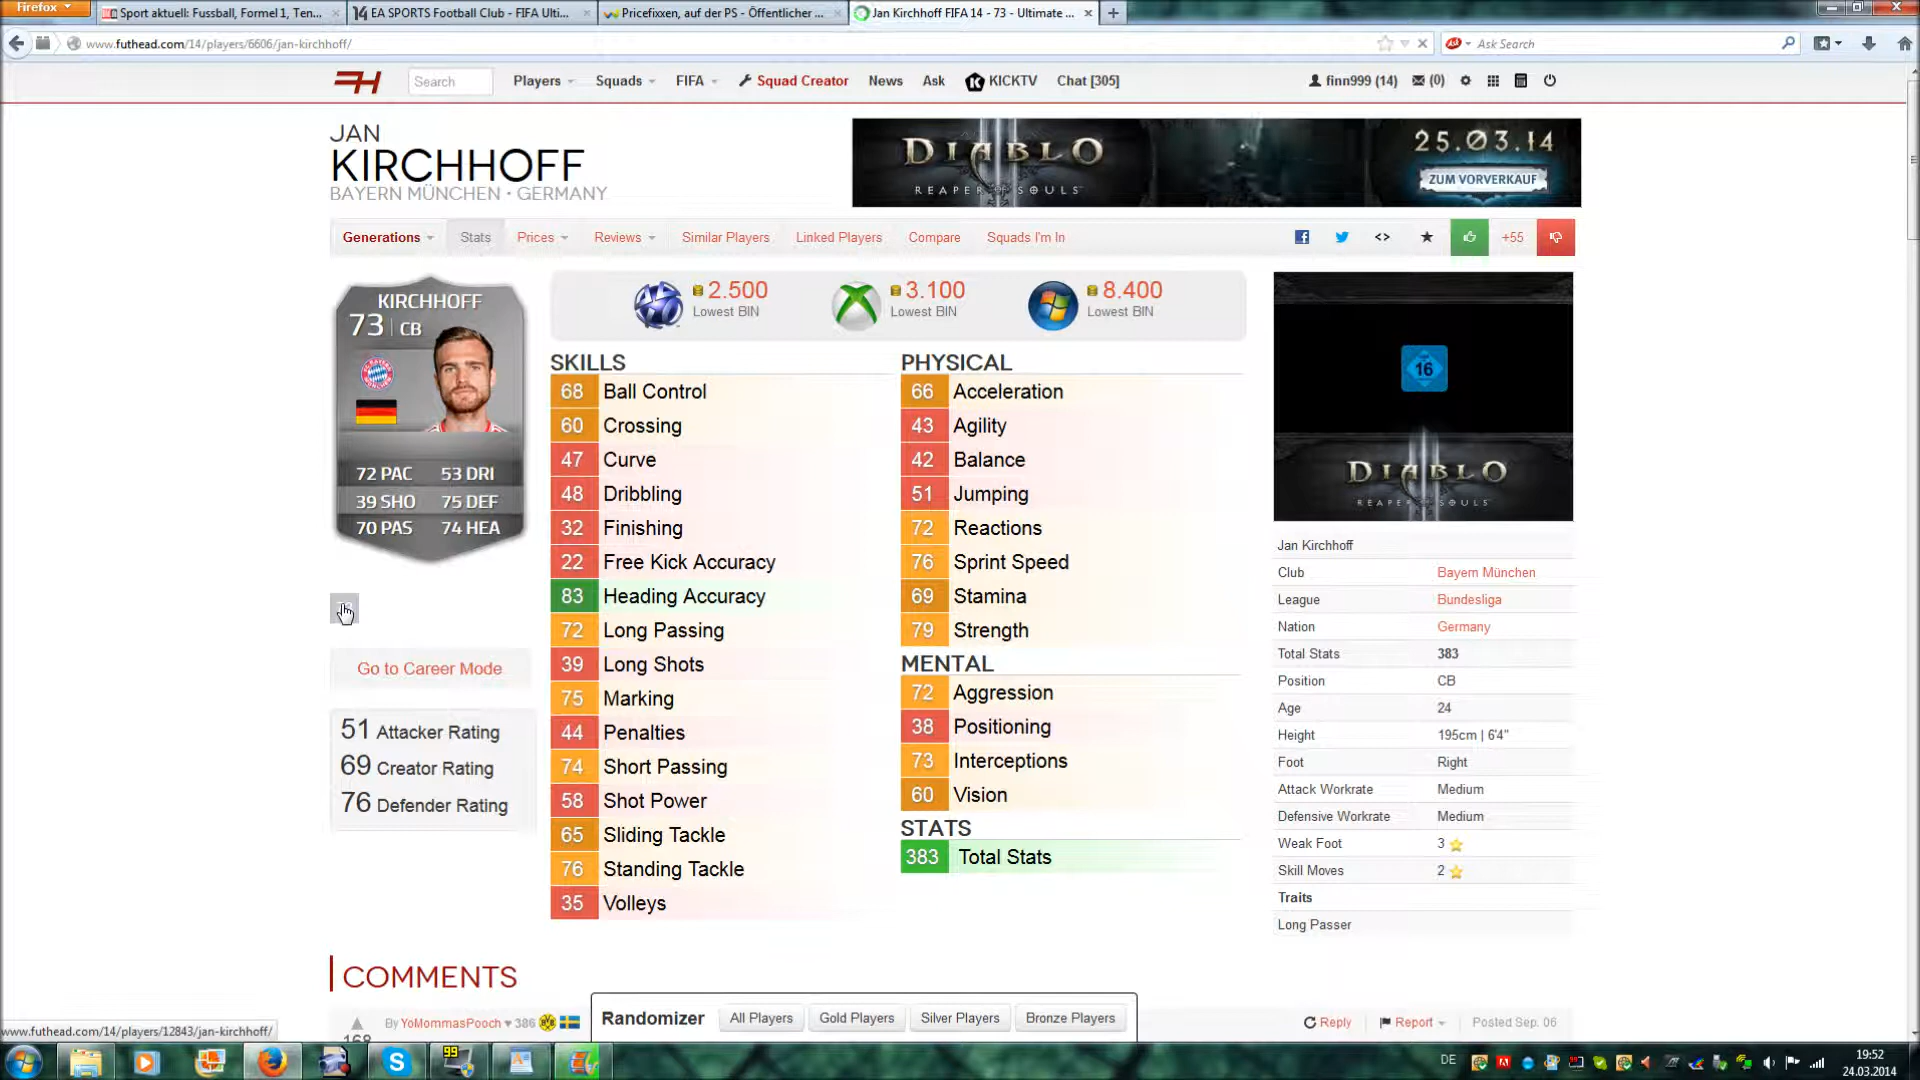 Firefox
Sport aktuell: Fussball, Formel 1, Ten...
EA SPORTS Football Club - FIFA Ulti...
Pricefixxen, auf der PS - Öffentlicher ...
Jan Kirchhoff FIFA 14 - 73 - Ultimate ...
www.futhead.com/14/players/6606/jan-kirchhoff/
Ask Search
Search
Players
Squads
FIFA
Squad Creator
News
Ask
KICKTV
Chat [305]
finn999 (14)
(0)
JAN
KIRCHHOFF
BAYERN MÜNCHEN • GERMANY
DIABLO
REAPER OF SOULS
25.03.14
ZUM VORVERKAUF
Generations
Stats
Prices
Reviews
Similar Players
Linked Players
Compare
Squads I'm In
+55
KIRCHHOFF
73 CB
72 PAC 53 DRI
39 SHO 75 DEF
70 PAS 74 HEA
2.500
Lowest BIN
3.100
Lowest BIN
8.400
Lowest BIN
Go to Career Mode
51 Attacker Rating
69 Creator Rating
76 Defender Rating
SKILLS
68 Ball Control
60 Crossing
47 Curve
48 Dribbling
32 Finishing
22 Free Kick Accuracy
83 Heading Accuracy
72 Long Passing
39 Long Shots
75 Marking
44 Penalties
74 Short Passing
58 Shot Power
65 Sliding Tackle
76 Standing Tackle
35 Volleys
PHYSICAL
66 Acceleration
43 Agility
42 Balance
51 Jumping
72 Reactions
76 Sprint Speed
69 Stamina
79 Strength
MENTAL
72 Aggression
38 Positioning
73 Interceptions
60 Vision
STATS
383 Total Stats
16
DIABLO
REAPER OF SOULS
Jan Kirchhoff
Club Bayern München
League Bundesliga
Nation Germany
Total Stats 383
Position CB
Age 24
Height 195cm | 6'4"
Foot Right
Attack Workrate Medium
Defensive Workrate Medium
Weak Foot 3
Skill Moves 2
Traits
Long Passer
COMMENTS
By YoMommasPooch ♥ 386
Randomizer
All Players
Gold Players
Silver Players
Bronze Players
Reply
Report
Posted Sep. 06
www.futhead.com/14/players/12843/jan-kirchhoff/
99
DE
19:52
24.03.2014